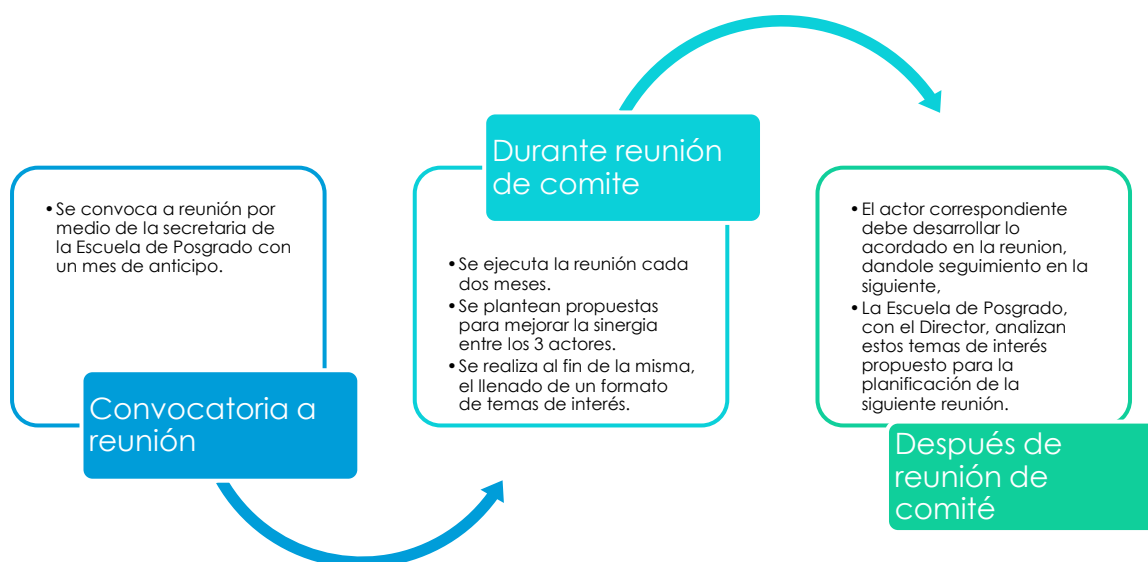 • Se convoca a reunión por
medio de la secretaria de
la Escuela de Posgrado con
un mes de anticipo.
Convocatoria a
reunión
Durante reunión
de comite
• Se ejecuta la reunión cada
dos meses.
• Se plantean propuestas
para mejorar la sinergia
entre los 3 actores.
• Se realiza al fin de la misma,
el llenado de un formato
de temas de interés.
• El actor correspondiente
debe desarrollar lo
acordado en la reunion,
dandole seguimiento en la
siguiente,
• La Escuela de Posgrado,
con el Director, analizan
estos temas de interés
propuesto para la
planificación de la
siguiente reunión.
Después de
reunión de
comité